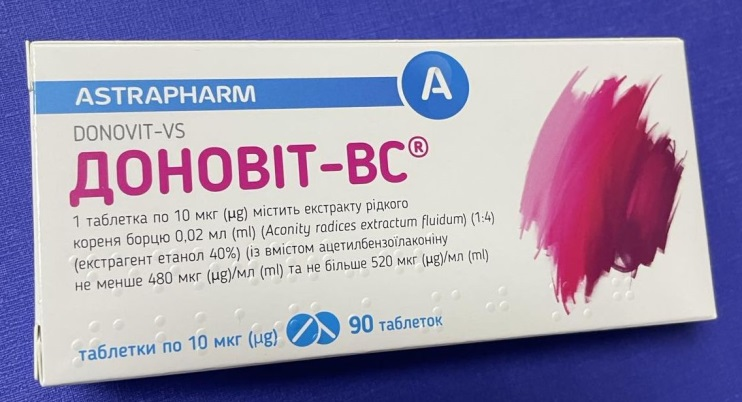 ASTRAPHARM
A
DONOVIT-VS
ДОНОВІТ-ВС®
1 таблетка по 10 мкг (µg) містить екстракту рідкого
кореня борцю 0,02 мл (ml) (Aconity radices extractum fluidum) (1:4)
(екстрагент етанол 40%) (із вмістом ацетилбензоїлаконіну
не менше 480 мкг (µg)/мл (ml) та не більше 520 мкг (µg)/мл (ml)
таблетки по 10 мкг (µg) 90 таблеток